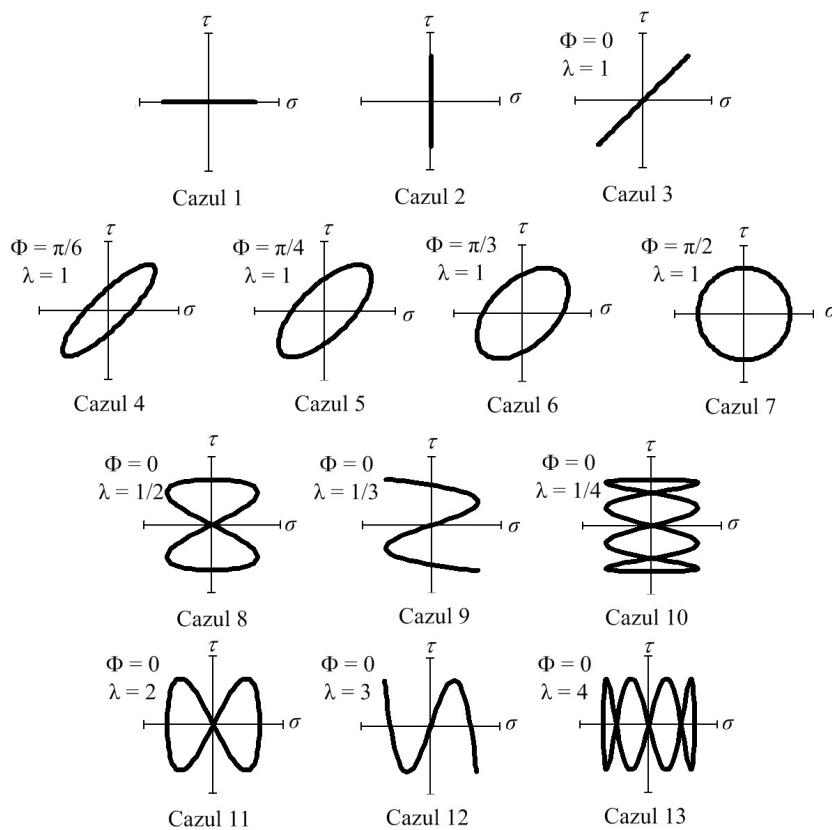 τ
σ
Cazul 1
τ
σ
Cazul 2
Φ = 0
λ = 1
τ
σ
Cazul 3
Φ = π/6
λ = 1
τ
σ
Cazul 4
Φ = π/4
λ = 1
τ
σ
Cazul 5
Φ = π/3
λ = 1
τ
σ
Cazul 6
Φ = π/2
λ = 1
τ
σ
Cazul 7
Φ = 0
λ = 1/2
τ
σ
Cazul 8
Φ = 0
λ = 1/3
τ
σ
Cazul 9
Φ = 0
λ = 1/4
τ
σ
Cazul 10
Φ = 0
λ = 2
τ
σ
Cazul 11
Φ = 0
λ = 3
τ
σ
Cazul 12
Φ = 0
λ = 4
τ
σ
Cazul 13